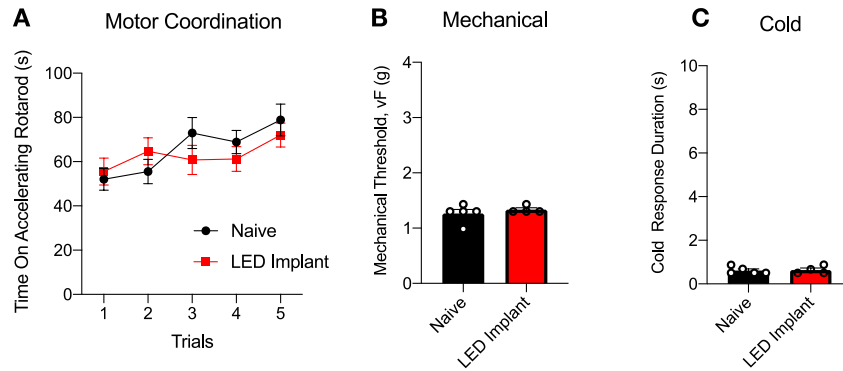 A
Motor Coordination
Time On Accelerating Rotarod (s)
100
80
60
40
20
0
1 2 3 4 5
Trials
Naive
LED Implant
B
Mechanical
Mechanical Threshold, vF (g)
4
3
2
1
0
Naive
LED Implant
C
Cold
Cold Response Duration (s)
10
8
6
4
2
0
Naive
LED Implant